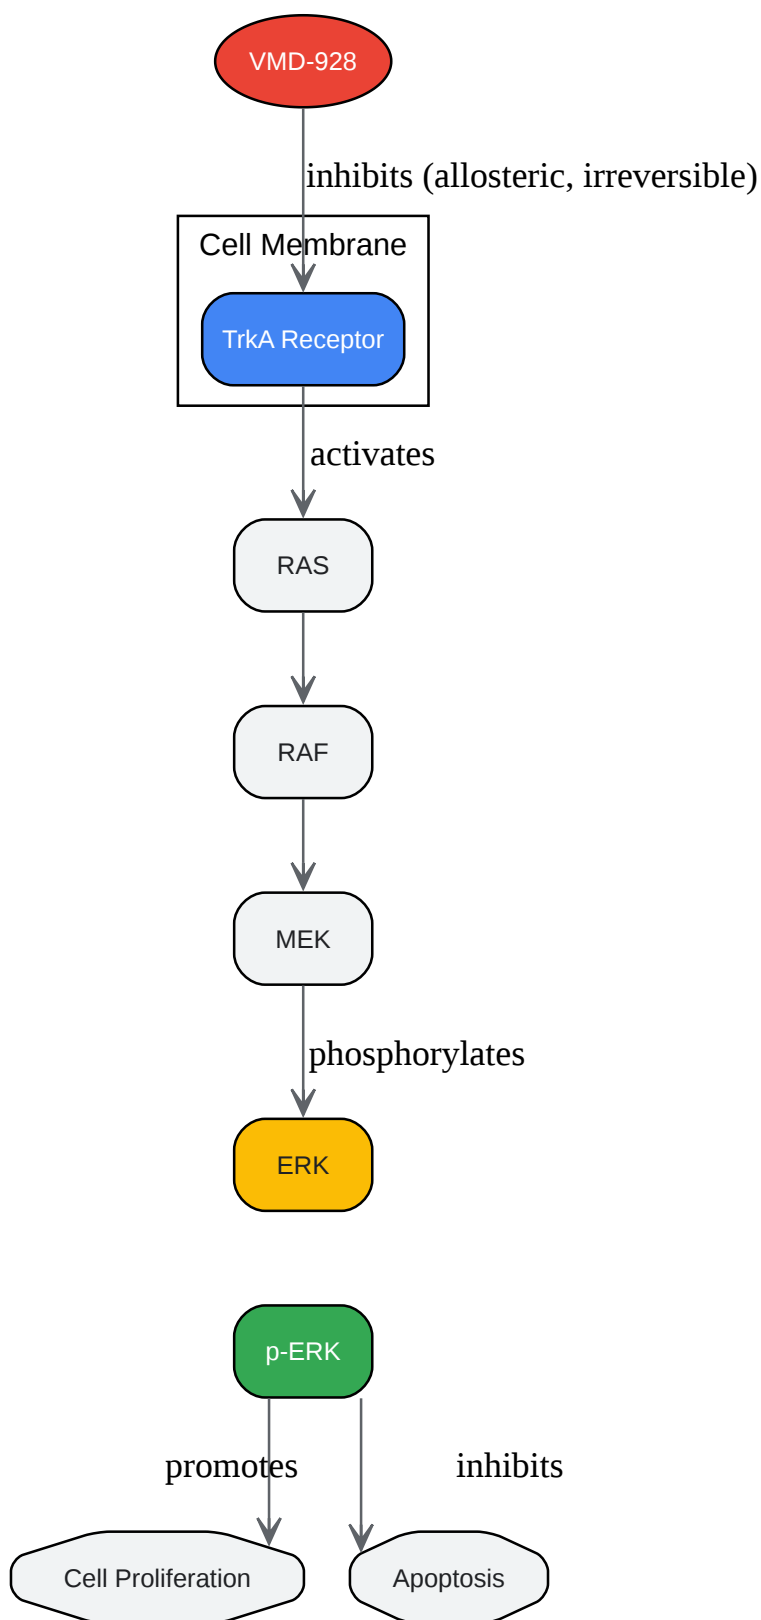 VMD-928
inhibits (allosteric, irreversible)
Cell Membrane
TrkA Receptor
activates
RAS
RAF
MEK
phosphorylates
ERK
p-ERK
promotes
inhibits
Cell Proliferation
Apoptosis